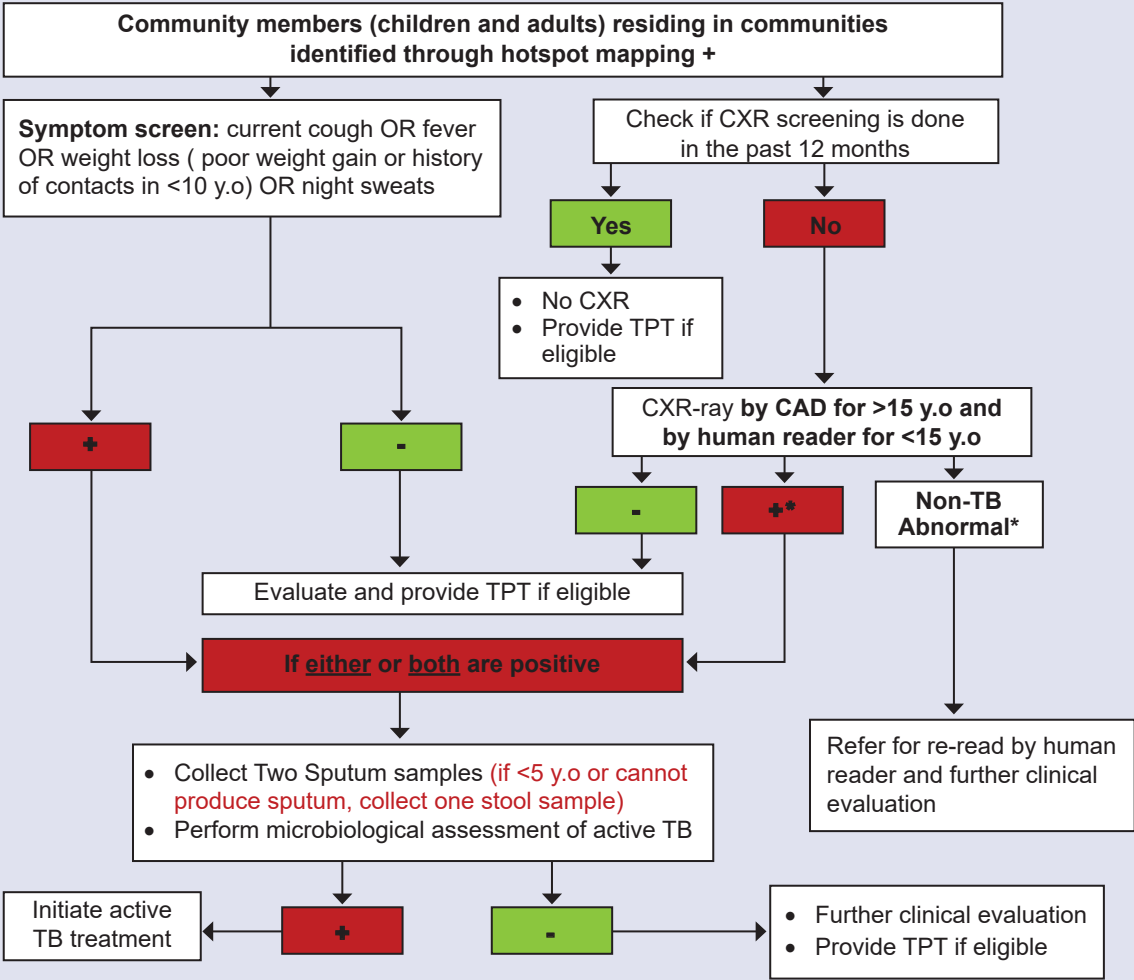 Community members (children and adults) residing in communities
identified through hotspot mapping +
Symptom screen: current cough OR fever
OR weight loss ( poor weight gain or history
of contacts in <10 y.o) OR night sweats
Check if CXR screening is done
in the past 12 months
Yes
No
• No CXR
• Provide TPT if
eligible
CXR-ray by CAD for >15 y.o and
by human reader for <15 y.o
+
-
-
+*
Non-TB
Abnormal*
Evaluate and provide TPT if eligible
If either or both are positive
Refer for re-read by human
reader and further clinical
evaluation
• Collect Two Sputum samples (if <5 y.o or cannot
produce sputum, collect one stool sample)
• Perform microbiological assessment of active TB
Initiate active
TB treatment
+
-
• Further clinical evaluation
• Provide TPT if eligible